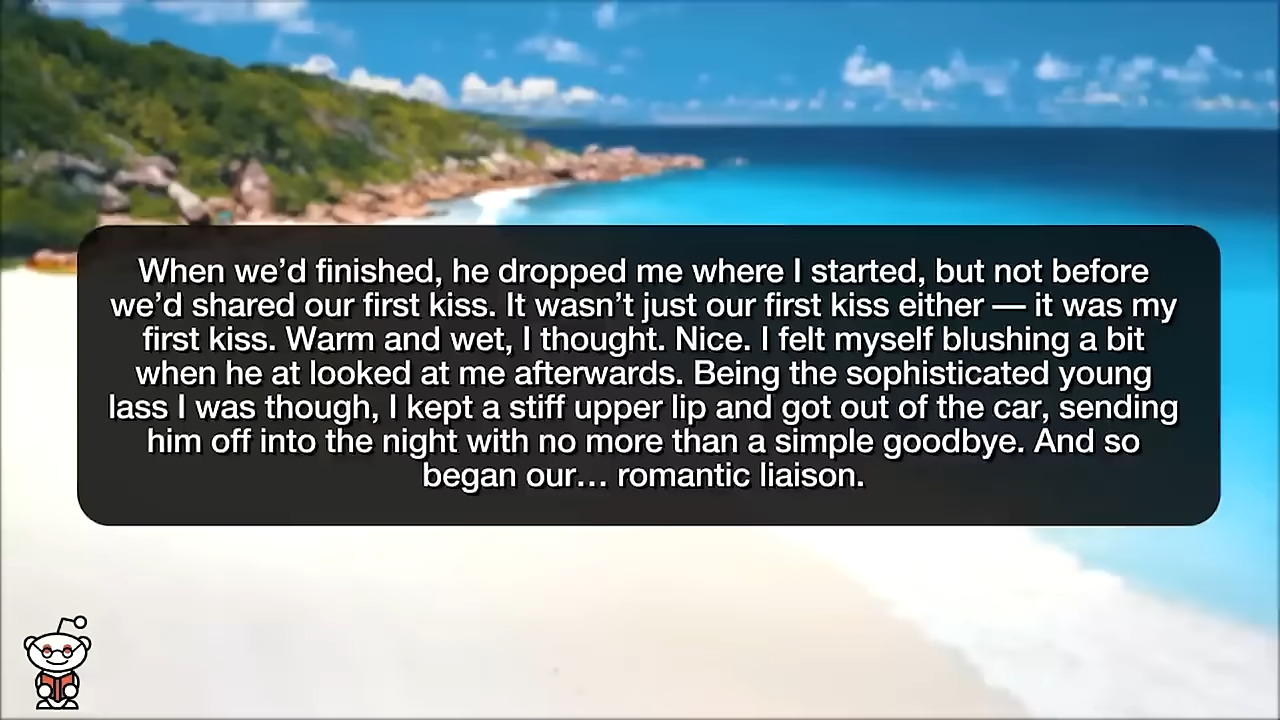 When we’d finished, he dropped me where I started, but not before
we’d shared our first kiss. It wasn’t just our first kiss either — it was my
first kiss. Warm and wet, I thought. Nice. I felt myself blushing a bit
when he at looked at me afterwards. Being the sophisticated young
lass I was though, I kept a stiff upper lip and got out of the car, sending
him off into the night with no more than a simple goodbye. And so
began our… romantic liaison.